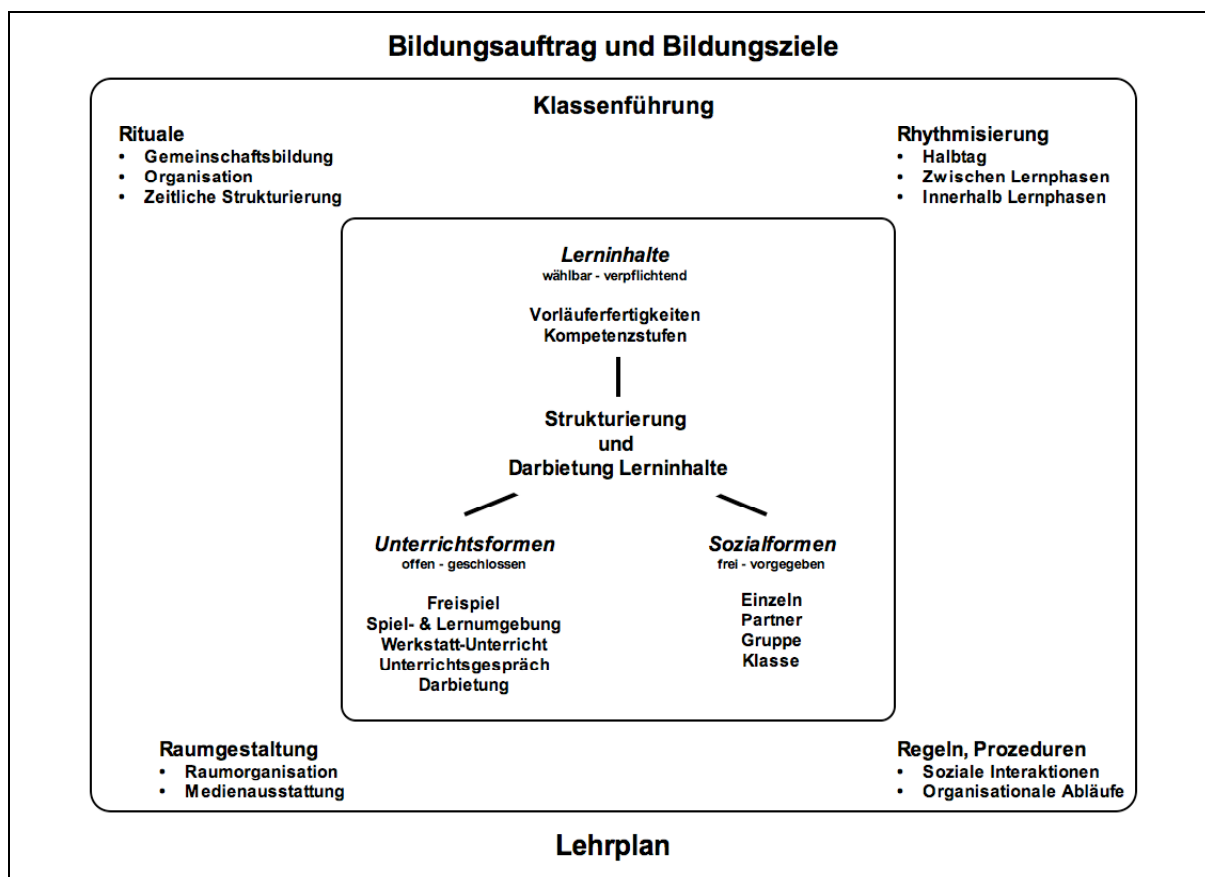 Bildungsauftrag und Bildungsziele
Klassenführung
Rituale
• Gemeinschaftsbildung
• Organisation
• Zeitliche Strukturierung
Rhythmisierung
• Halbtag
• Zwischen Lernphasen
• Innerhalb Lernphasen
Lerninhalte
wählbar - verpflichtend
Vorläuferfertigkeiten
Kompetenzstufen
Strukturierung
und
Darbietung Lerninhalte
Unterrichtsformen
offen - geschlossen
Freispiel
Spiel- & Lernumgebung
Werkstatt-Unterricht
Unterrichtsgespräch
Darbietung
Sozialformen
frei - vorgegeben
Einzeln
Partner
Gruppe
Klasse
Raumgestaltung
• Raumorganisation
• Medienausstattung
Regeln, Prozeduren
• Soziale Interaktionen
• Organisationale Abläufe
Lehrplan